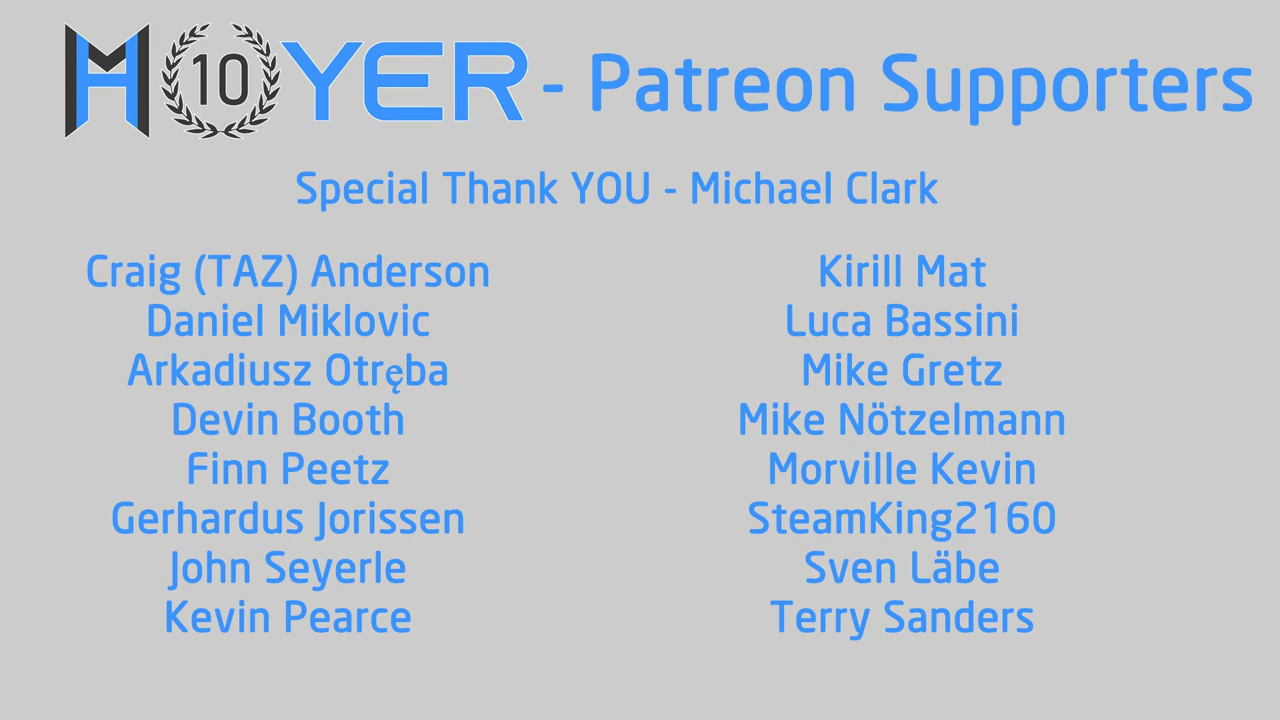 M10YER - Patreon Supporters
Special Thank YOU - Michael Clark
Craig (TAZ) Anderson
Daniel Miklovic
Arkadiusz Otręba
Devin Booth
Finn Peetz
Gerhardus Jorissen
John Seyerle
Kevin Pearce
Kirill Mat
Luca Bassini
Mike Gretz
Mike Nötzelmann
Morville Kevin
SteamKing2160
Sven Läbe
Terry Sanders